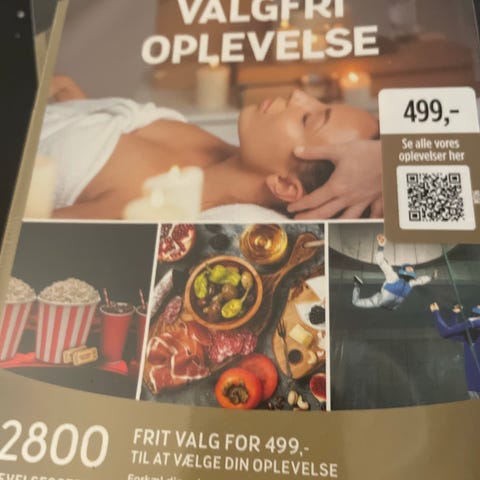 VALGFRI
OPLEVELSE
499,-
Se alle vores
oplevelser her
2800
FRIT VALG FOR 499,-
TIL AT VÆLGE DIN OPLEVELSE